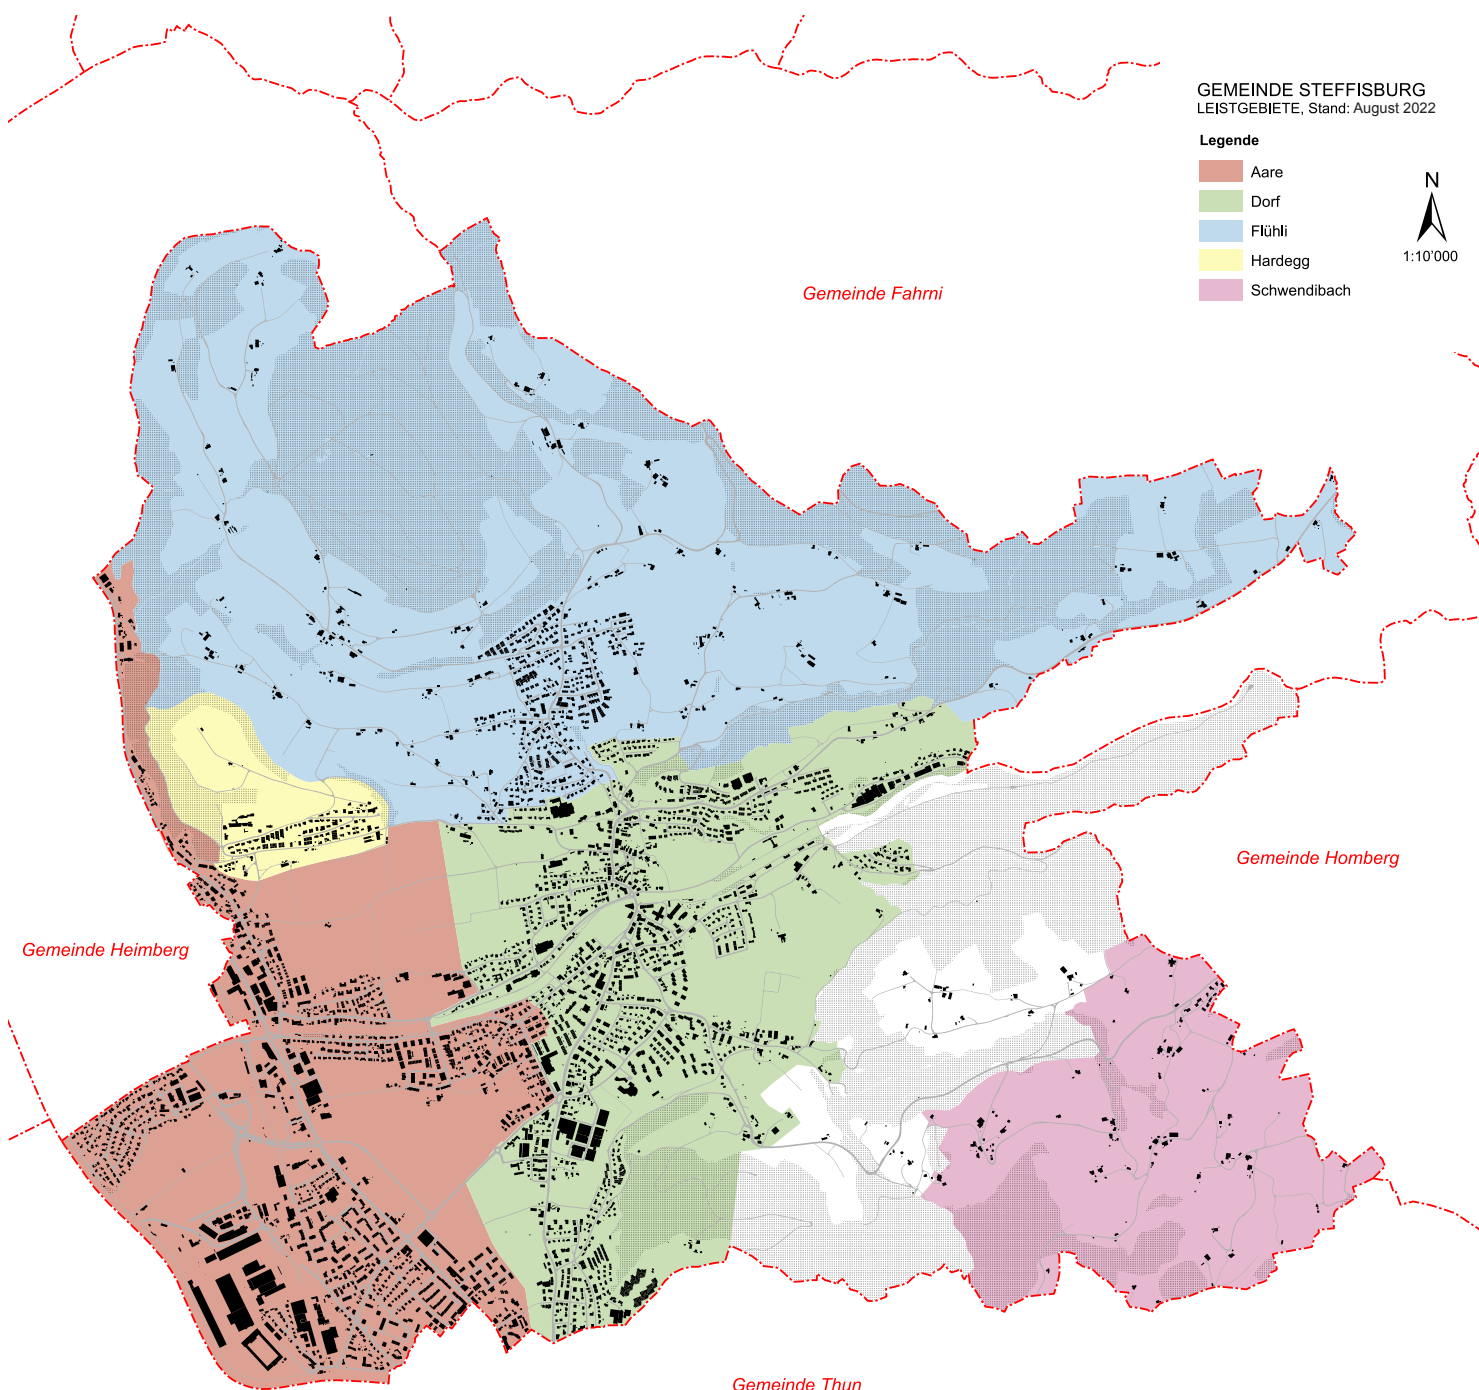 GEMEINDE STEFFISBURG
LEISTGEBIETE, Stand: August 2022
Legende
Aare
Dorf
Flühli
Hardegg
Schwendibach
N
1:10'000
Gemeinde Fahrni
Gemeinde Homberg
Gemeinde Heimberg
Gemeinde Thun